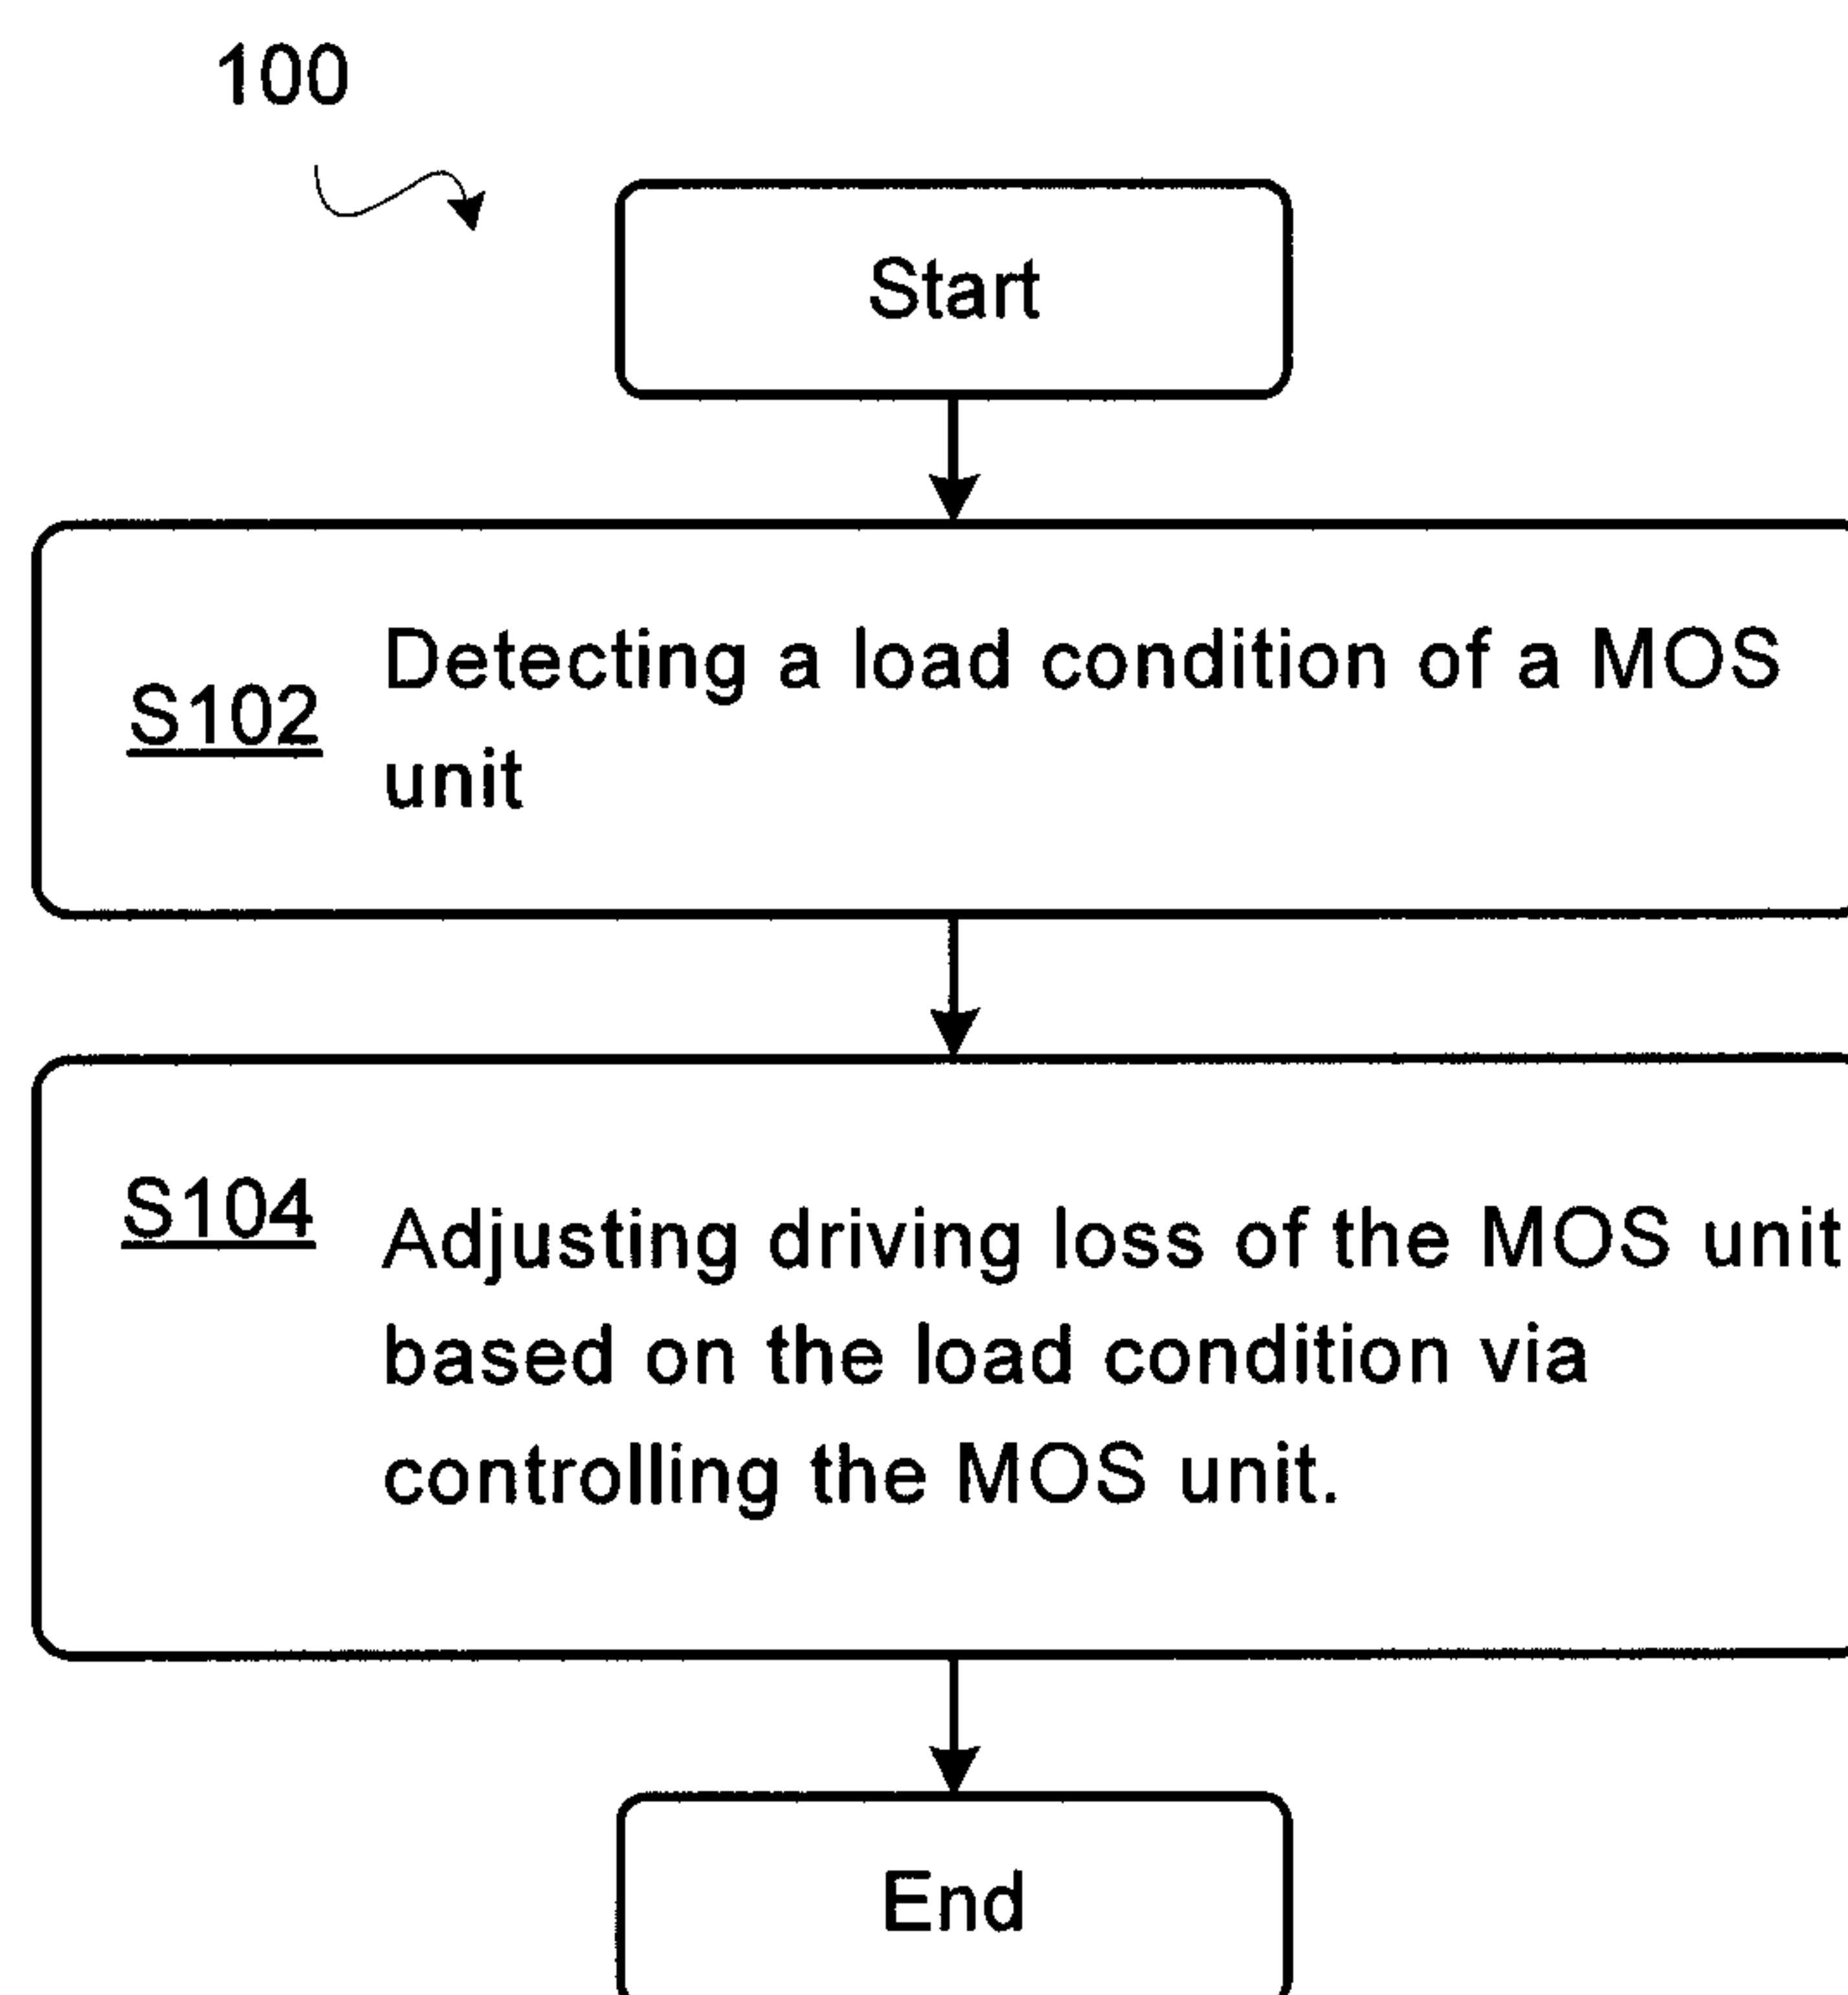 100
Start
S102
Detecting a load condition of a MOS
unit
S104
Adjusting driving loss of the MOS unit
based on the load condition via
controlling the MOS unit.
End